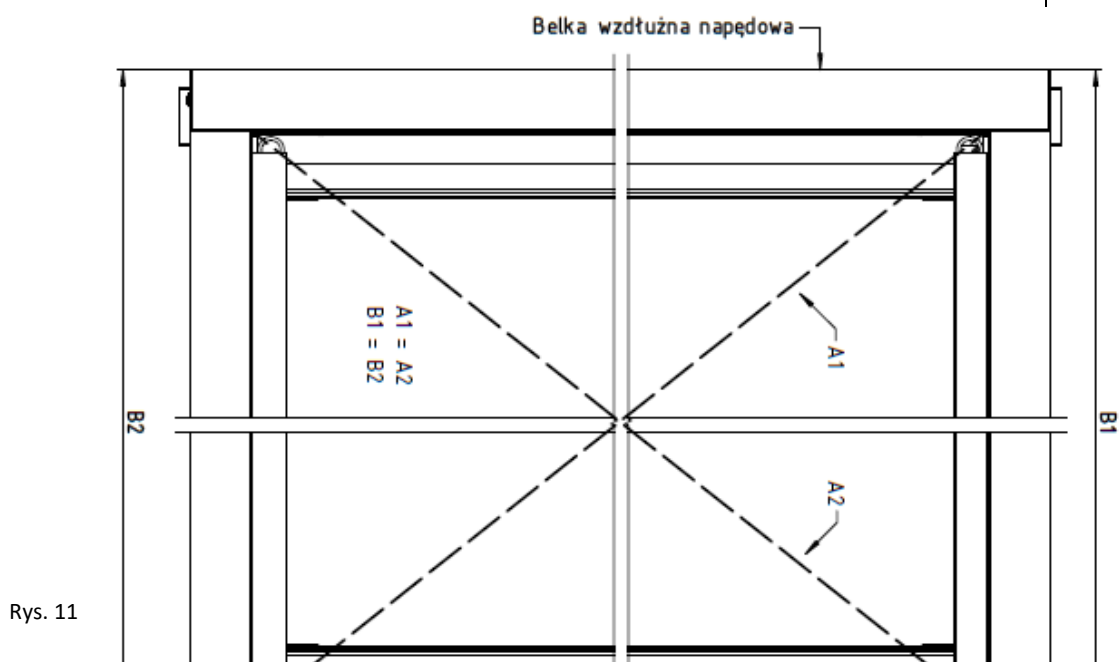 Belka wzdłużna napędowa
A1 = A2
B1 = B2
A1
B2
B1
A2
Rys. 11